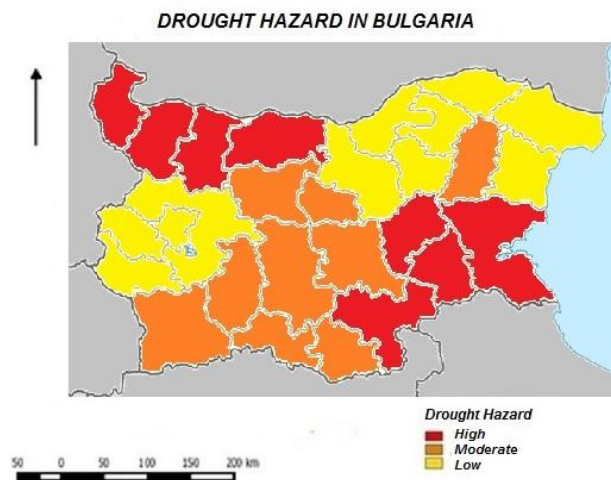 DROUGHT HAZARD IN BULGARIA
Drought Hazard
High
Moderate
Low
50 0 50 100 150 200 km